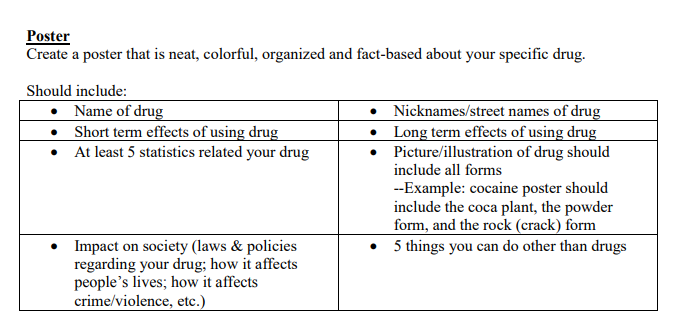 Poster
Create a poster that is neat, colorful, organized and fact-based about your specific drug.
Should include:
• Name of drug
• Nicknames/street names of drug
• Short term effects of using drug
• Long term effects of using drug
• At least 5 statistics related your drug
• Picture/illustration of drug should
include all forms
--Example: cocaine poster should
include the coca plant, the powder
form, and the rock (crack) form
• Impact on society (laws & policies
regarding your drug; how it affects
people’s lives; how it affects
crime/violence, etc.)
• 5 things you can do other than drugs